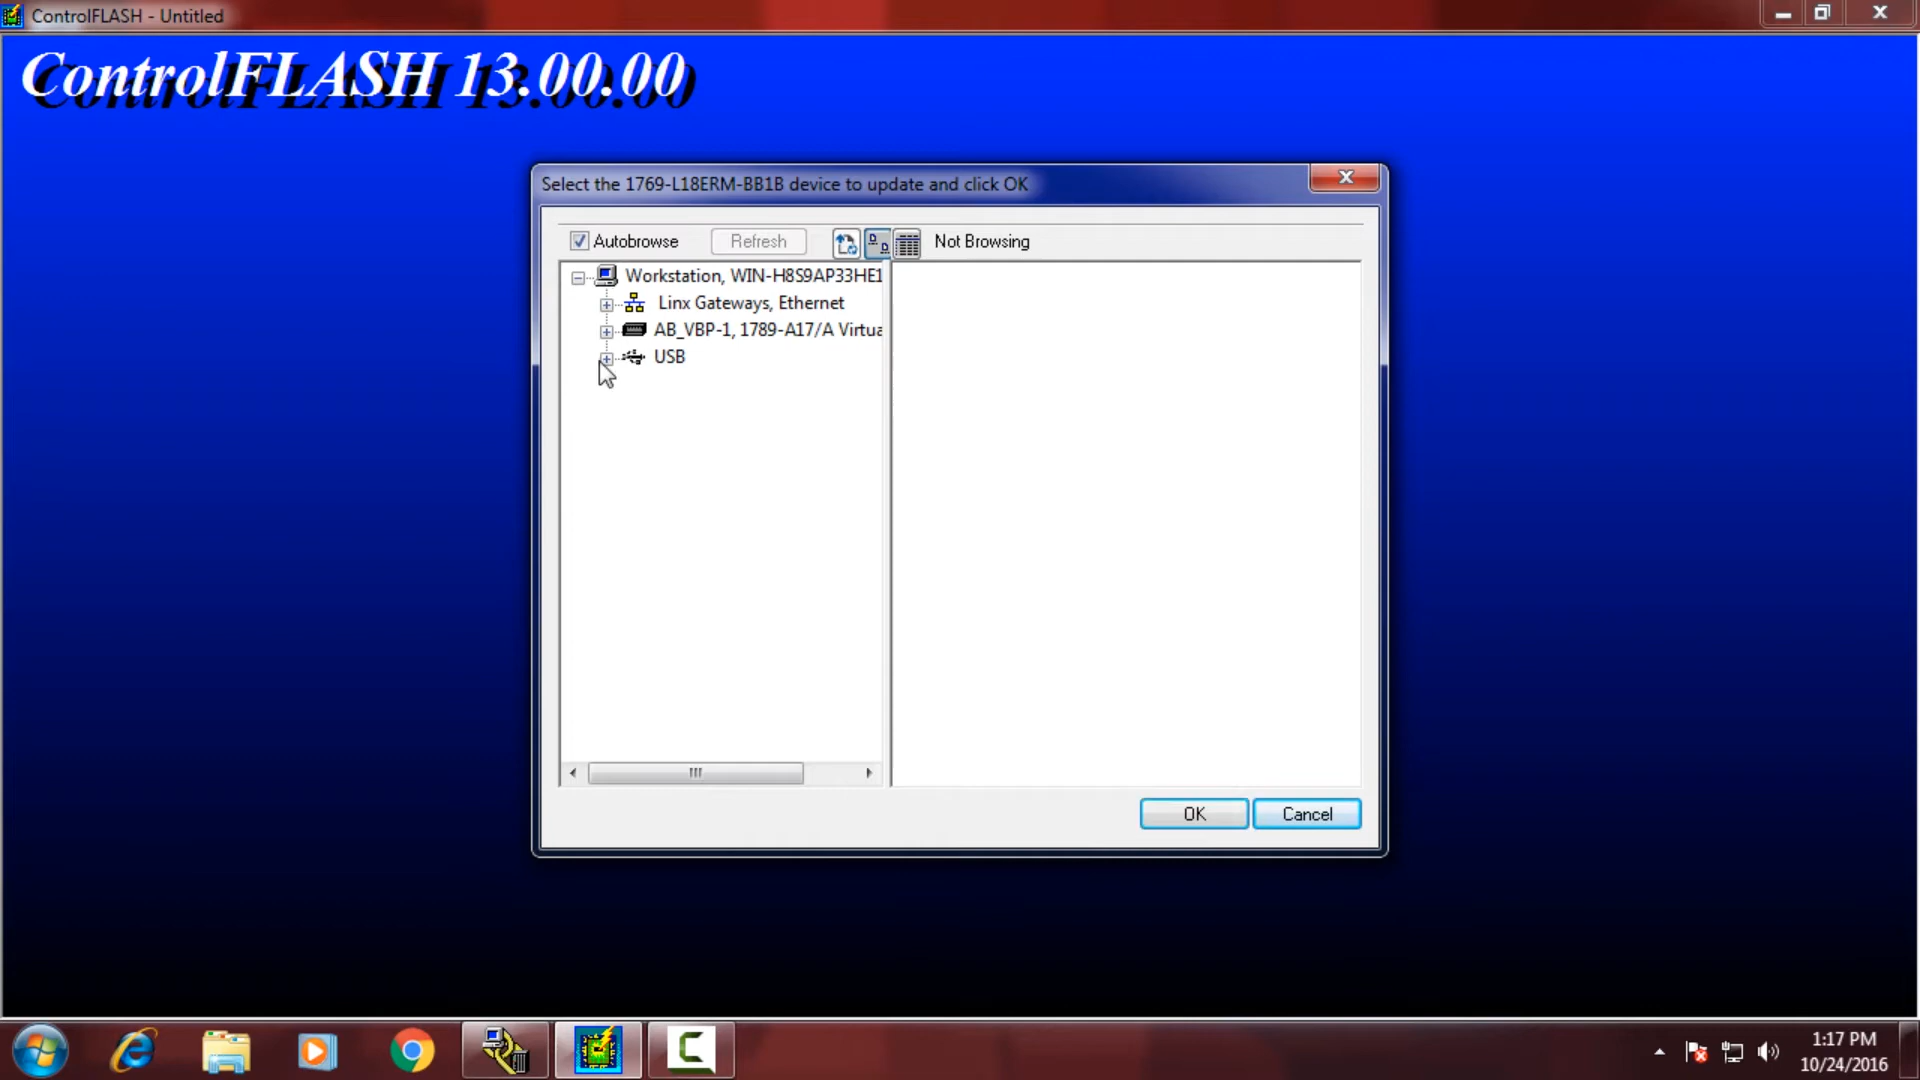 ControlFLASH - Untitled
ControlFLASH 13.00.00
Select the 1769-L18ERM-BB1B device to update and click OK
Autobrowse
Refresh
Not Browsing
Workstation, WIN-H8S9AP33HE1
Linx Gateways, Ethernet
AB_VBP-1, 1789-A17/A Virtua
USB
OK
Cancel
1:17 PM
10/24/2016